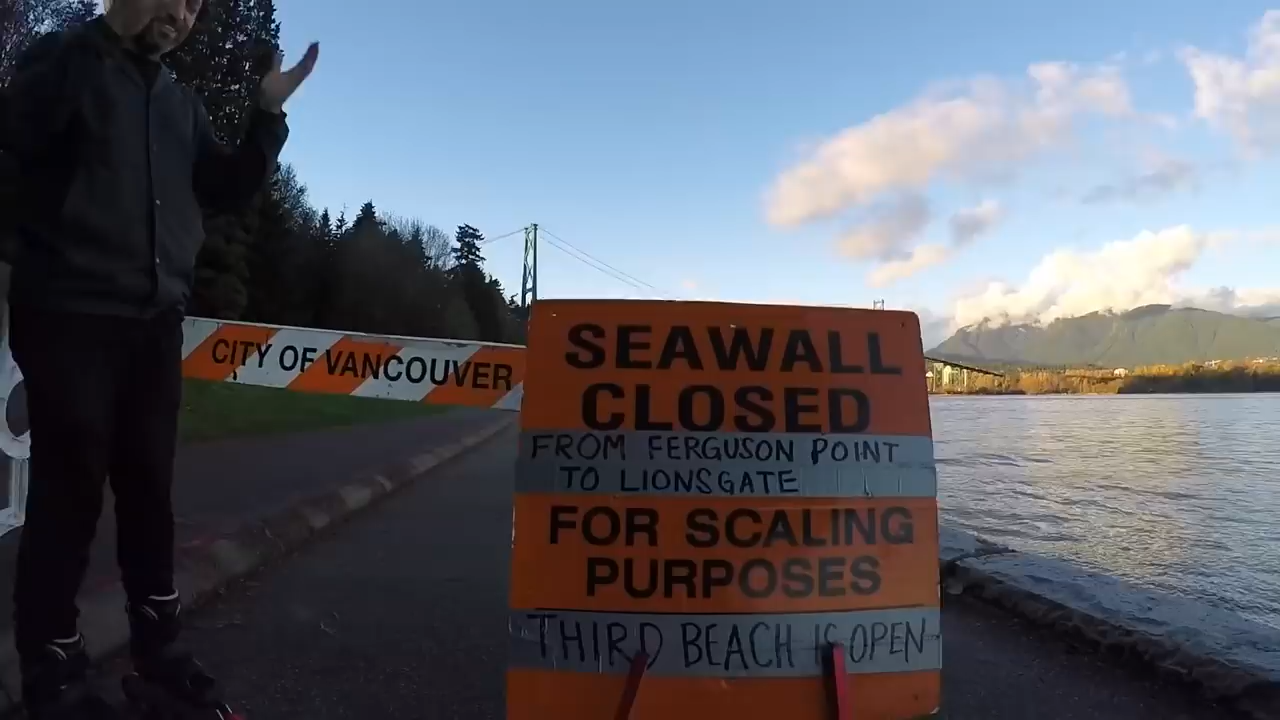 CITY OF VANCOUVER
SEAWALL
CLOSED
FROM FERGUSON POINT
TO LIONSGATE
FOR SCALING
PURPOSES
THIRD BEACH IS OPEN